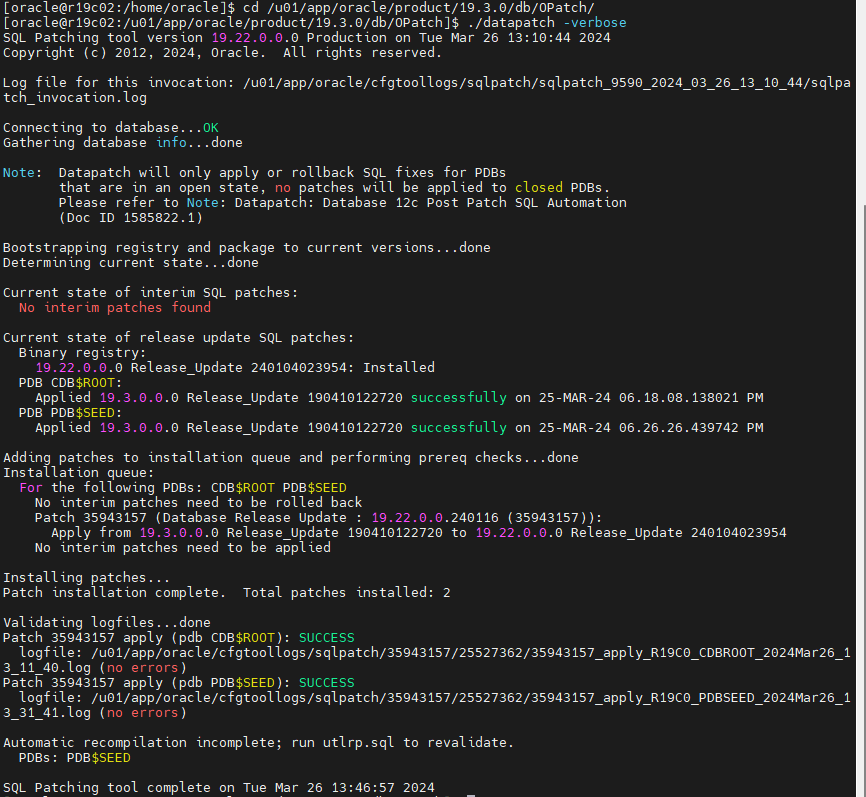 [oracle@r19c02:/home/oracle]$ cd /u01/app/oracle/product/19.3.0/db/OPatch/
[oracle@r19c02:/u01/app/oracle/product/19.3.0/db/OPatch]$ ./datapatch -verbose
SQL Patching tool version 19.22.0.0.0 Production on Tue Mar 26 13:10:44 2024
Copyright (c) 2012, 2024, Oracle.  All rights reserved.

Log file for this invocation: /u01/app/oracle/cfgtoollogs/sqlpatch/sqlpatch_9590_2024_03_26_13_10_44/sqlpa
tch_invocation.log

Connecting to database...OK
Gathering database info...done

Note:  Datapatch will only apply or rollback SQL fixes for PDBs
       that are in an open state, no patches will be applied to closed PDBs.
       Please refer to Note: Datapatch: Database 12c Post Patch SQL Automation
       (Doc ID 1585822.1)

Bootstrapping registry and package to current versions...done
Determining current state...done

Current state of interim SQL patches:
  No interim patches found

Current state of release update SQL patches:
  Binary registry:
    19.22.0.0.0 Release_Update 240104023954: Installed
  PDB CDB$ROOT:
    Applied 19.3.0.0.0 Release_Update 190410122720 successfully on 25-MAR-24 06.18.08.138021 PM
  PDB PDB$SEED:
    Applied 19.3.0.0.0 Release_Update 190410122720 successfully on 25-MAR-24 06.26.26.439742 PM

Adding patches to installation queue and performing prereq checks...done
Installation queue:
  For the following PDBs: CDB$ROOT PDB$SEED
    No interim patches need to be rolled back
    Patch 35943157 (Database Release Update : 19.22.0.0.240116 (35943157)):
      Apply from 19.3.0.0.0 Release_Update 190410122720 to 19.22.0.0.0 Release_Update 240104023954
    No interim patches need to be applied

Installing patches...
Patch installation complete.  Total patches installed: 2

Validating logfiles...done
Patch 35943157 apply (pdb CDB$ROOT): SUCCESS
  logfile: /u01/app/oracle/cfgtoollogs/sqlpatch/35943157/25527362/35943157_apply_R19C0_CDBROOT_2024Mar26_1
3_11_40.log (no errors)
Patch 35943157 apply (pdb PDB$SEED): SUCCESS
  logfile: /u01/app/oracle/cfgtoollogs/sqlpatch/35943157/25527362/35943157_apply_R19C0_PDBSEED_2024Mar26_1
3_31_41.log (no errors)

Automatic recompilation incomplete; run utlrp.sql to revalidate.
  PDBs: PDB$SEED

SQL Patching tool complete on Tue Mar 26 13:46:57 2024